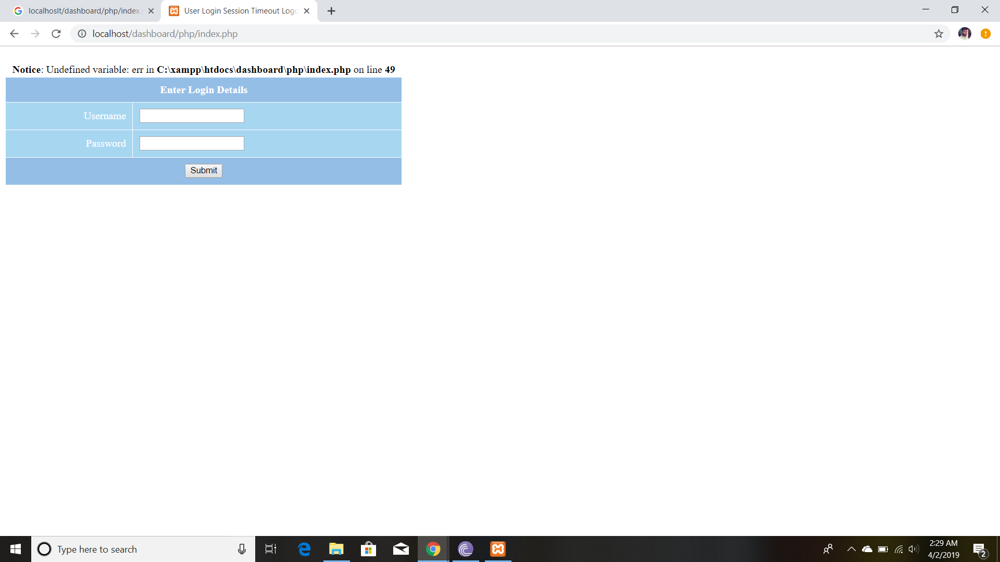 localhoslt/dashboard/php/index.
User Login Session Timeout Logo
localhost/dashboard/php/index.php
Notice: Undefined variable: err in C:\xampp\htdocs\dashboard\php\index.php on line 49
Enter Login Details
Username
Password
Submit
Type here to search
2:29 AM
4/2/2019
2